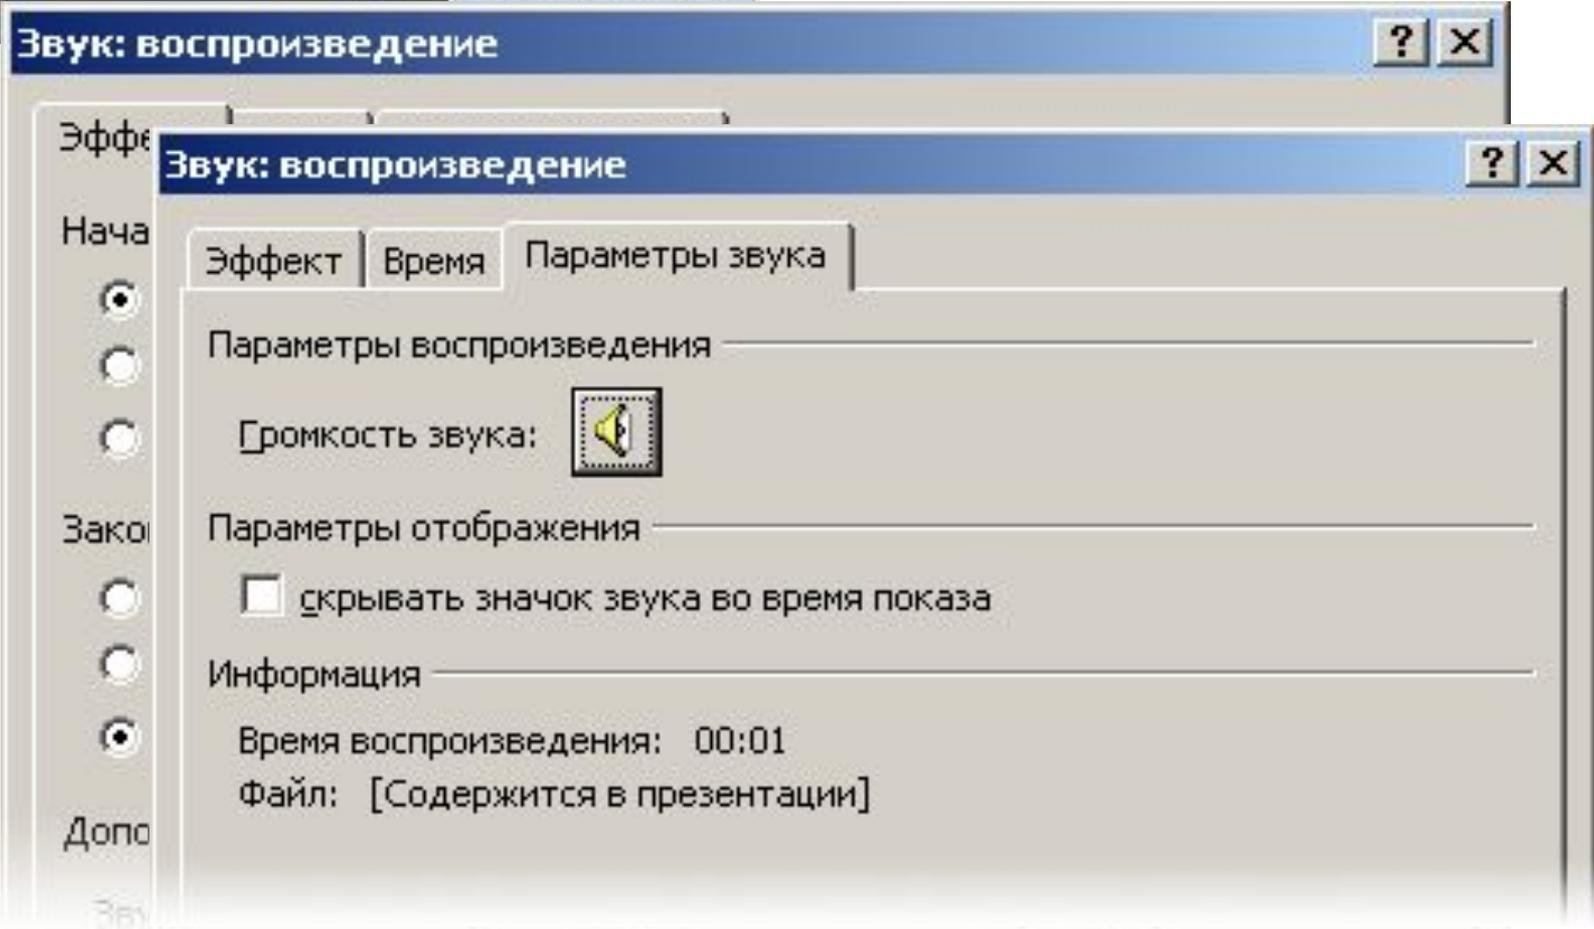 Звук: воспроизведение
Звук: воспроизведение
Эффект Время Параметры звука
Параметры воспроизведения
Громкость звука:
Параметры отображения
скрывать значок звука во время показа
Информация
Время воспроизведения: 00:01
Файл: [Содержится в презентации]